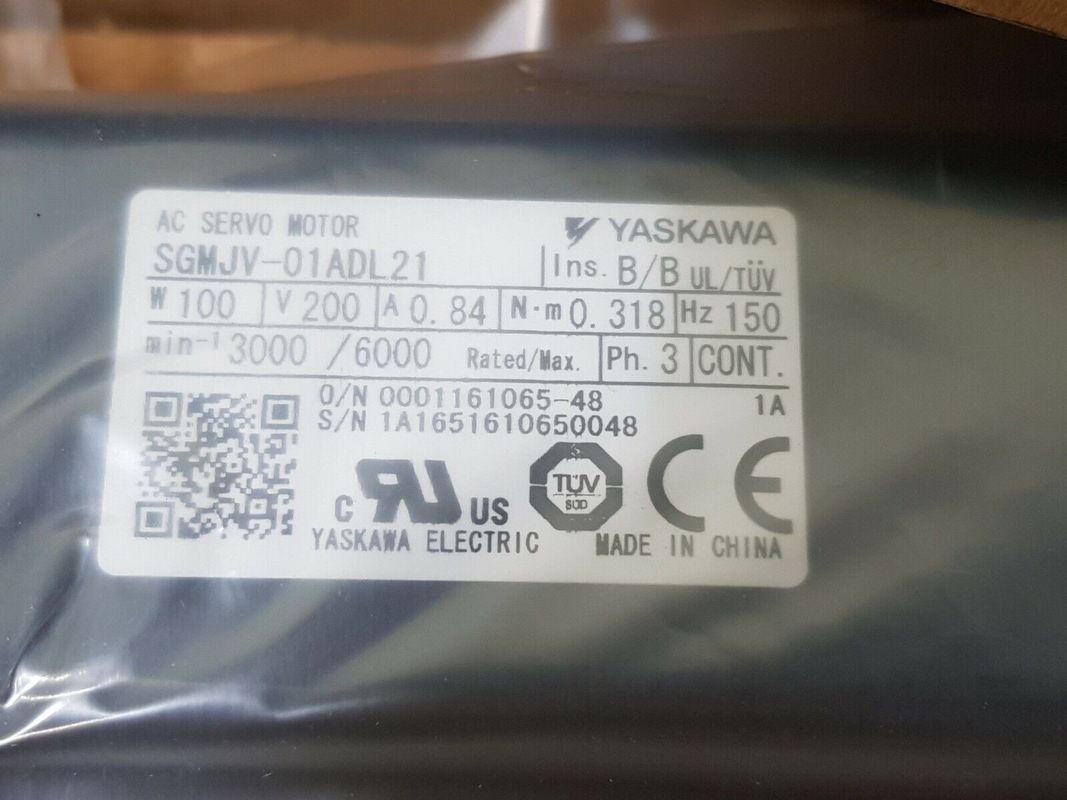 AC SERVO MOTOR YASKAWA
SGMJV-01ADL21 Ins. B/B UL/TÜV
W 100 V 200 A 0.84 N·m 0.318 Hz 150
min-1 3000 /6000 Rated/Max. Ph. 3 CONT.
O/N 0001161065-48 1A
S/N 1A1651610650048
C RU US TÜV SÜD CE
YASKAWA ELECTRIC MADE IN CHINA